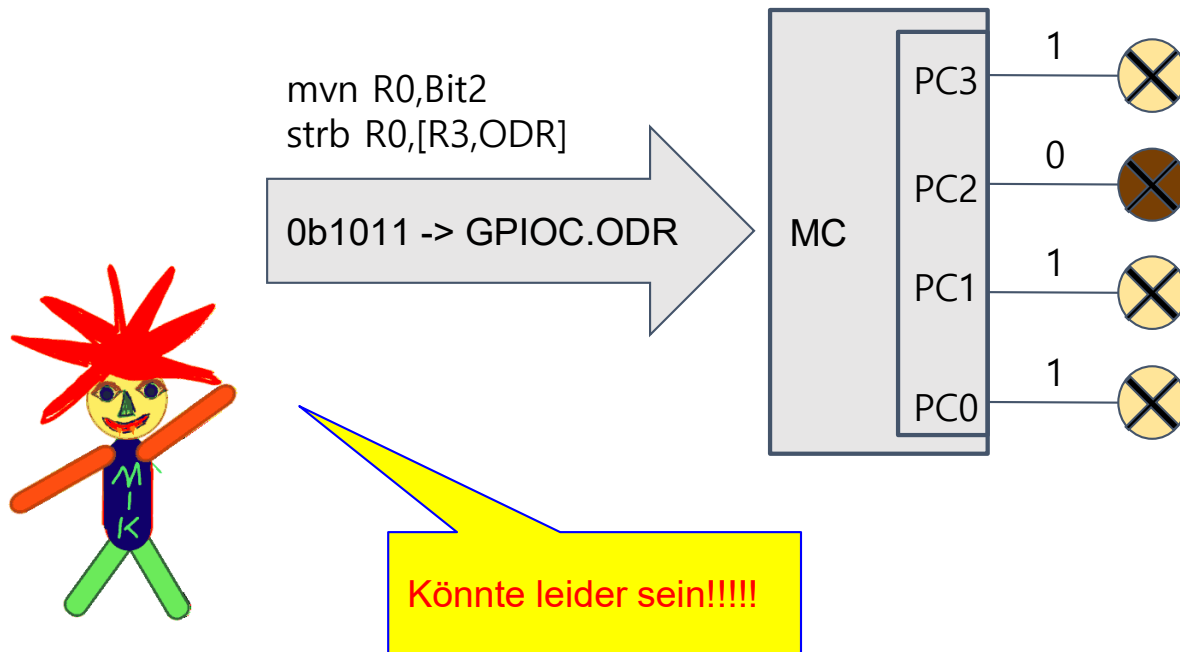 mvn R0,Bit2
strb R0,[R3,ODR]
0b1011 -> GPIOC.ODR
MC
PC3
1
PC2
0
PC1
1
PC0
1
M
I
K
Könnte leider sein!!!!!